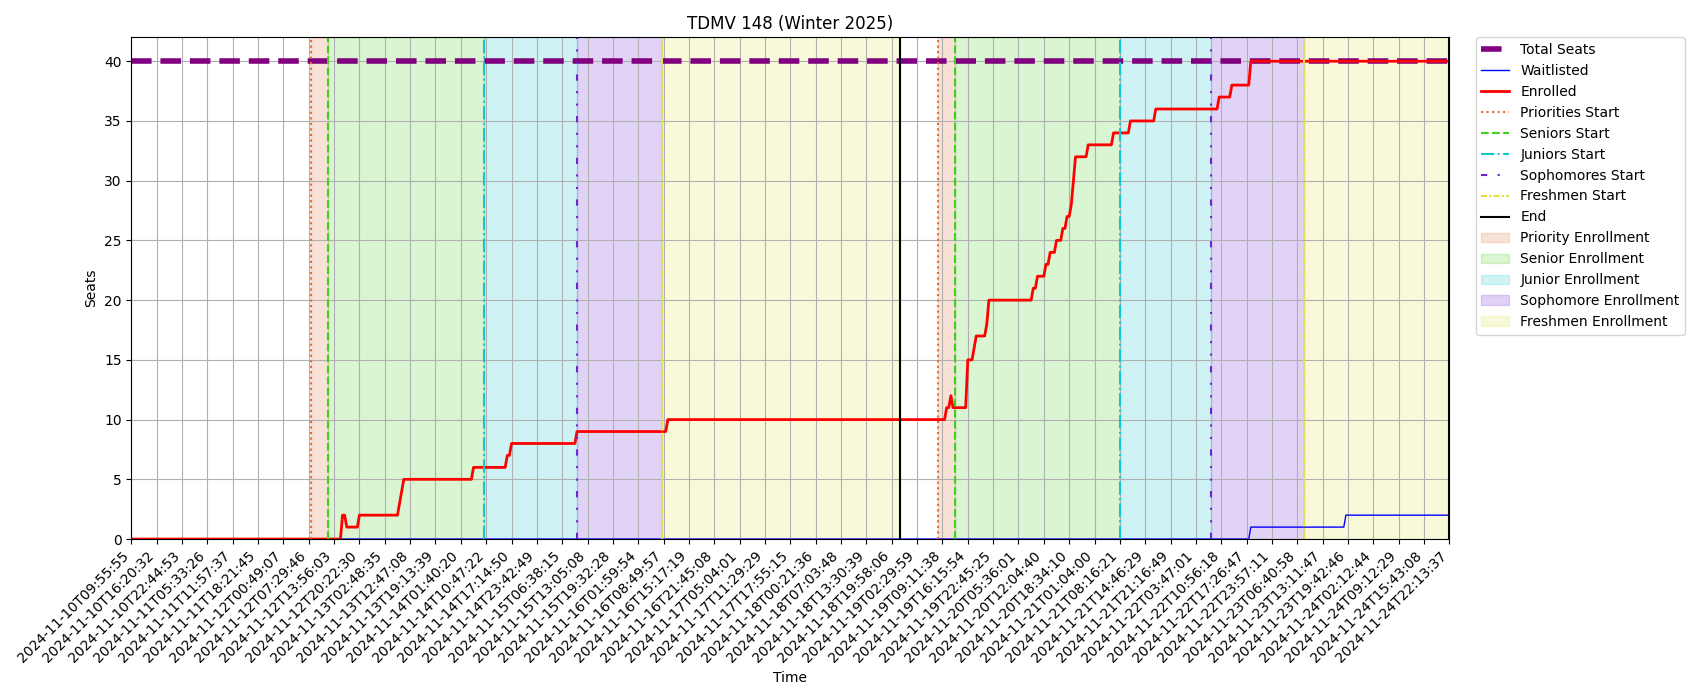 TDMV 148 (Winter 2025)
Seats
40
35
30
25
20
15
10
5
0
2024-11-10T09:55:55
2024-11-10T16:20:32
2024-11-10T22:44:53
2024-11-11T05:33:26
2024-11-11T11:57:37
2024-11-11T18:21:45
2024-11-12T00:49:07
2024-11-12T07:29:46
2024-11-12T13:56:03
2024-11-12T20:22:30
2024-11-13T02:48:35
2024-11-13T12:47:08
2024-11-13T19:13:39
2024-11-14T01:40:20
2024-11-14T10:47:22
2024-11-14T17:14:50
2024-11-14T23:42:49
2024-11-15T06:38:15
2024-11-15T13:05:08
2024-11-15T19:32:28
2024-11-16T01:59:54
2024-11-16T08:49:57
2024-11-16T15:17:19
2024-11-16T21:45:08
2024-11-17T05:04:01
2024-11-17T11:29:29
2024-11-17T17:55:15
2024-11-18T00:21:36
2024-11-18T07:03:48
2024-11-18T13:30:39
2024-11-18T19:58:06
2024-11-19T02:29:59
2024-11-19T09:11:38
2024-11-19T16:15:54
2024-11-19T22:45:25
2024-11-20T05:36:01
2024-11-20T12:04:40
2024-11-20T18:34:10
2024-11-21T01:04:00
2024-11-21T08:16:21
2024-11-21T14:46:29
2024-11-21T21:16:49
2024-11-22T03:47:01
2024-11-22T10:56:18
2024-11-22T17:26:47
2024-11-22T23:57:11
2024-11-23T06:40:58
2024-11-23T13:11:47
2024-11-23T19:42:46
2024-11-24T02:12:44
2024-11-24T09:12:29
2024-11-24T15:43:08
2024-11-24T22:13:37
Time
Total Seats
Waitlisted
Enrolled
Priorities Start
Seniors Start
Juniors Start
Sophomores Start
Freshmen Start
End
Priority Enrollment
Senior Enrollment
Junior Enrollment
Sophomore Enrollment
Freshmen Enrollment